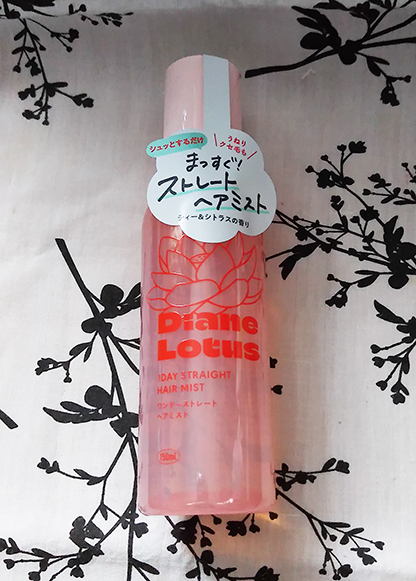 シュッとするだけ
うねり
クセ毛も
まっすぐ!
ストレート
ヘアミスト
ティー&シトラスの香り
Diane
Lotus
1DAY STRAIGHT
HAIR MIST
ワンデーストレート
ヘアミスト
150mL